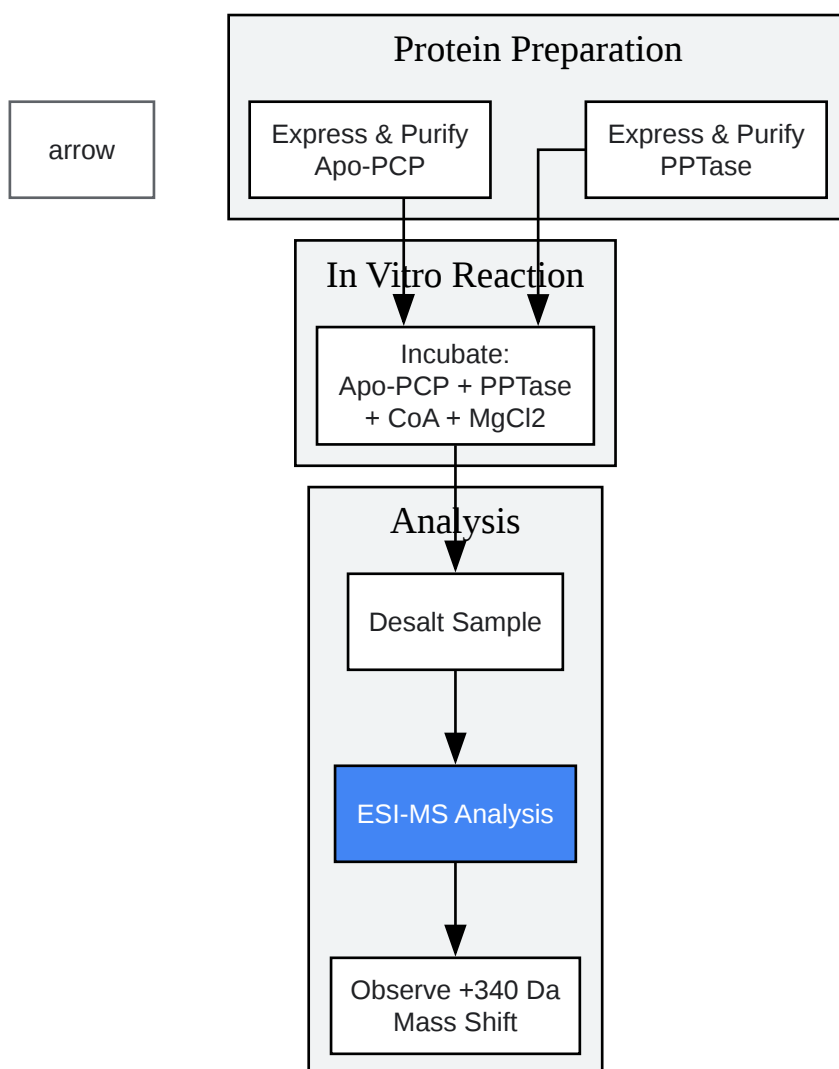 Protein Preparation
arrow
Express & Purify
Apo-PCP
Express & Purify
PPTase
In Vitro Reaction
Incubate:
Apo-PCP + PPTase
+ CoA + MgCl2
Analysis
Desalt Sample
ESI-MS Analysis
Observe +340 Da
Mass Shift